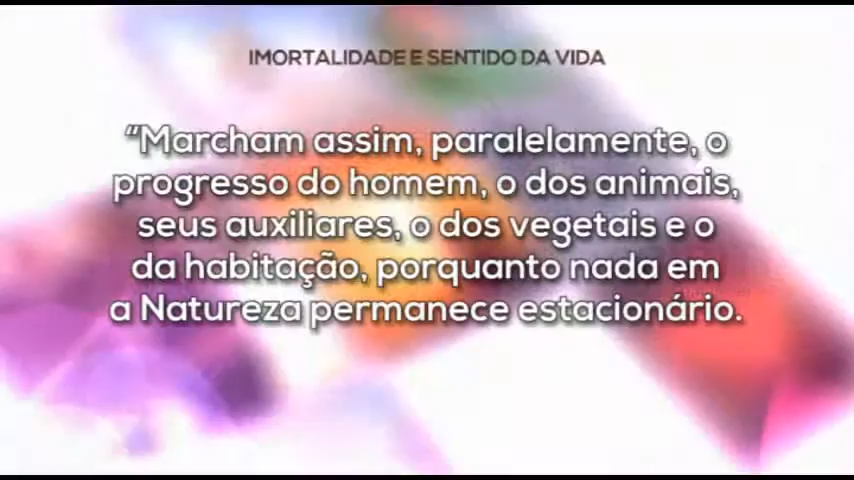 IMORTALIDADE E SENTIDO DA VIDA
“Marcham assim, paralelamente, o
progresso do homem, o dos animais,
seus auxiliares, o dos vegetais e o
da habitação, porquanto nada em
a Natureza permanece estacionário.